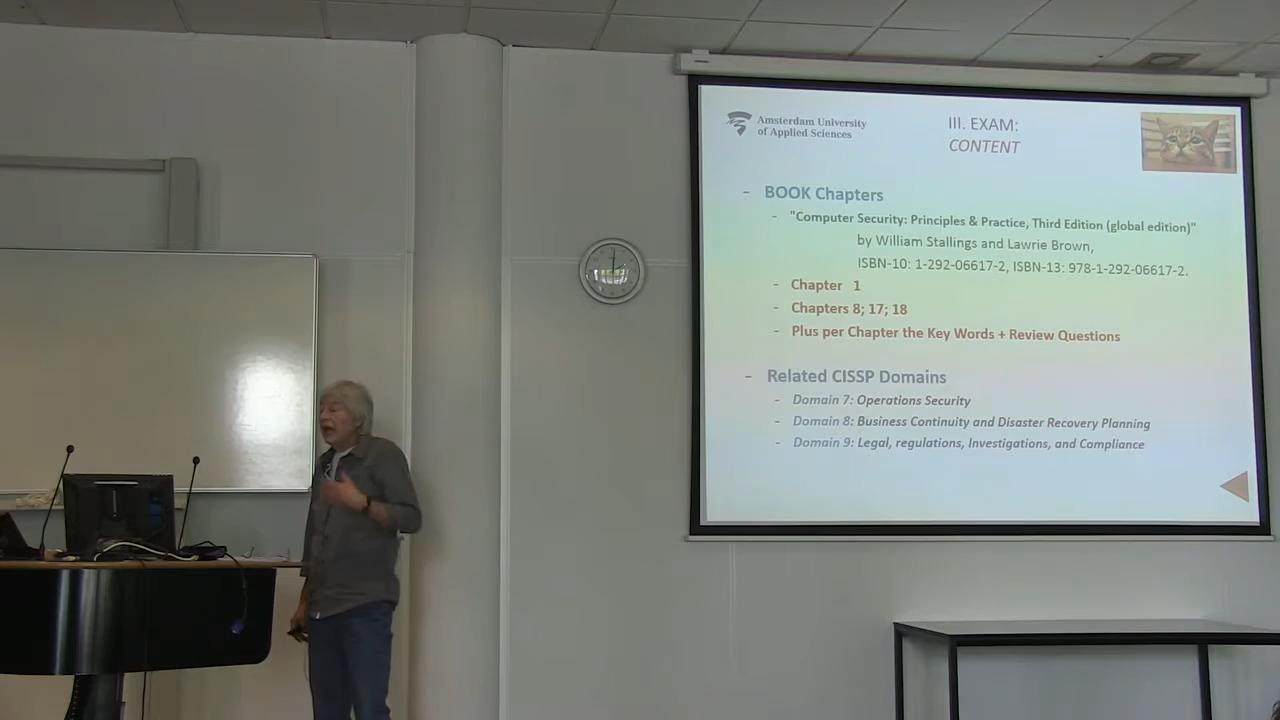 Amsterdam University
of Applied Sciences
III. EXAM:
CONTENT
- BOOK Chapters
- "Computer Security: Principles & Practice, Third Edition (global edition)"
by William Stallings and Lawrie Brown,
ISBN-10: 1-292-06617-2, ISBN-13: 978-1-292-06617-2.
- Chapter 1
- Chapters 8; 17; 18
- Plus per Chapter the Key Words + Review Questions
- Related CISSP Domains
- Domain 7: Operations Security
- Domain 8: Business Continuity and Disaster Recovery Planning
- Domain 9: Legal, regulations, Investigations, and Compliance